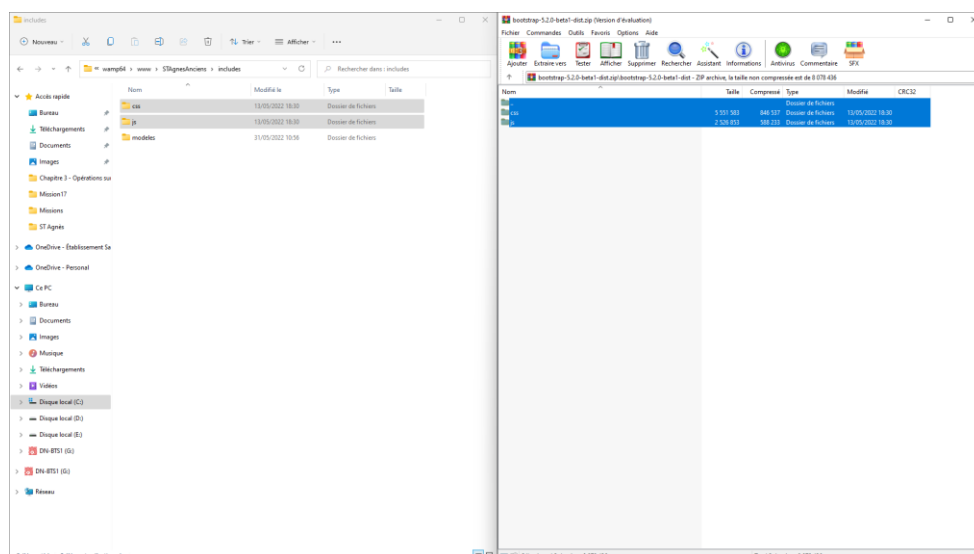 includes
Nouveau
Trier
Afficher
wamp64 > www > STAgnesAnciens > includes
Rechercher dans : includes
Nom Modifié le Type Taille
css 13/05/2022 18:30 Dossier de fichiers
js 13/05/2022 18:30 Dossier de fichiers
modeles 31/05/2022 10:56 Dossier de fichiers
Accès rapide
Bureau
Téléchargements
Documents
Images
Chapitre 3 - Opérations sur
Mission17
Missions
ST Agnès
OneDrive - Établissement Sa
OneDrive - Personal
Ce PC
Bureau
Documents
Images
Musique
Téléchargements
Vidéos
Disque local (C:)
Disque local (D:)
Disque local (E:)
DN-BTS1 (G:)
DN-BTS1 (G:)
Réseau
bootstrap-5.2.0-beta1-dist.zip (Version d'évaluation)
Fichier Commandes Outils Favoris Options Aide
Ajouter Extraire vers Tester Afficher Supprimer Rechercher Assistant Informations Antivirus Commentaire SFX
bootstrap-5.2.0-beta1-dist.zip\bootstrap-5.2.0-beta1-dist - ZIP archive, la taille non compressée est de 8 078 436
Nom Taille Compressé Type Modifié CRC32
.. Dossier de fichiers
css 5 551 583 846 537 Dossier de fichiers 13/05/2022 18:30
js 2 526 853 588 233 Dossier de fichiers 13/05/2022 18:30